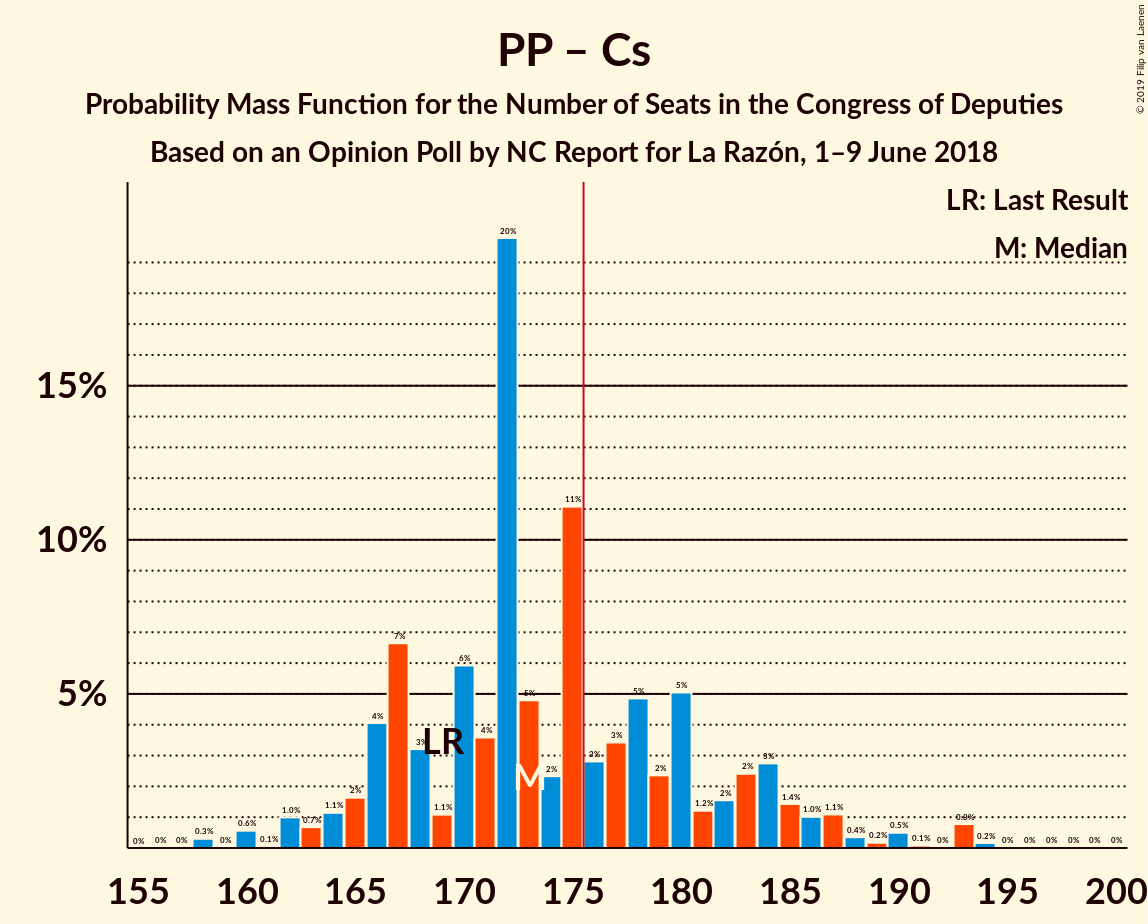 © 2019 Filip van Laenen
PP – Cs
Probability Mass Function for the Number of Seats in the Congress of Deputies
Based on an Opinion Poll by NC Report for La Razón, 1–9 June 2018
LR: Last Result
M: Median
15%
10%
5%
0% 0% 0% 0.3% 0% 0.6% 0.1% 1.0% 0.7% 1.1% 2% 4% 7% 3% 1.1% 6% 4% 20% 5% 2% 11% 3% 3% 5% 2% 5% 1.2% 2% 2% 3% 1.4% 1.0% 1.1% 0.4% 0.2% 0.5% 0.1% 0% 0.8% 0.2% 0% 0% 0% 0% 0% 0%
LR
M
155 160 165 170 175 180 185 190 195 200